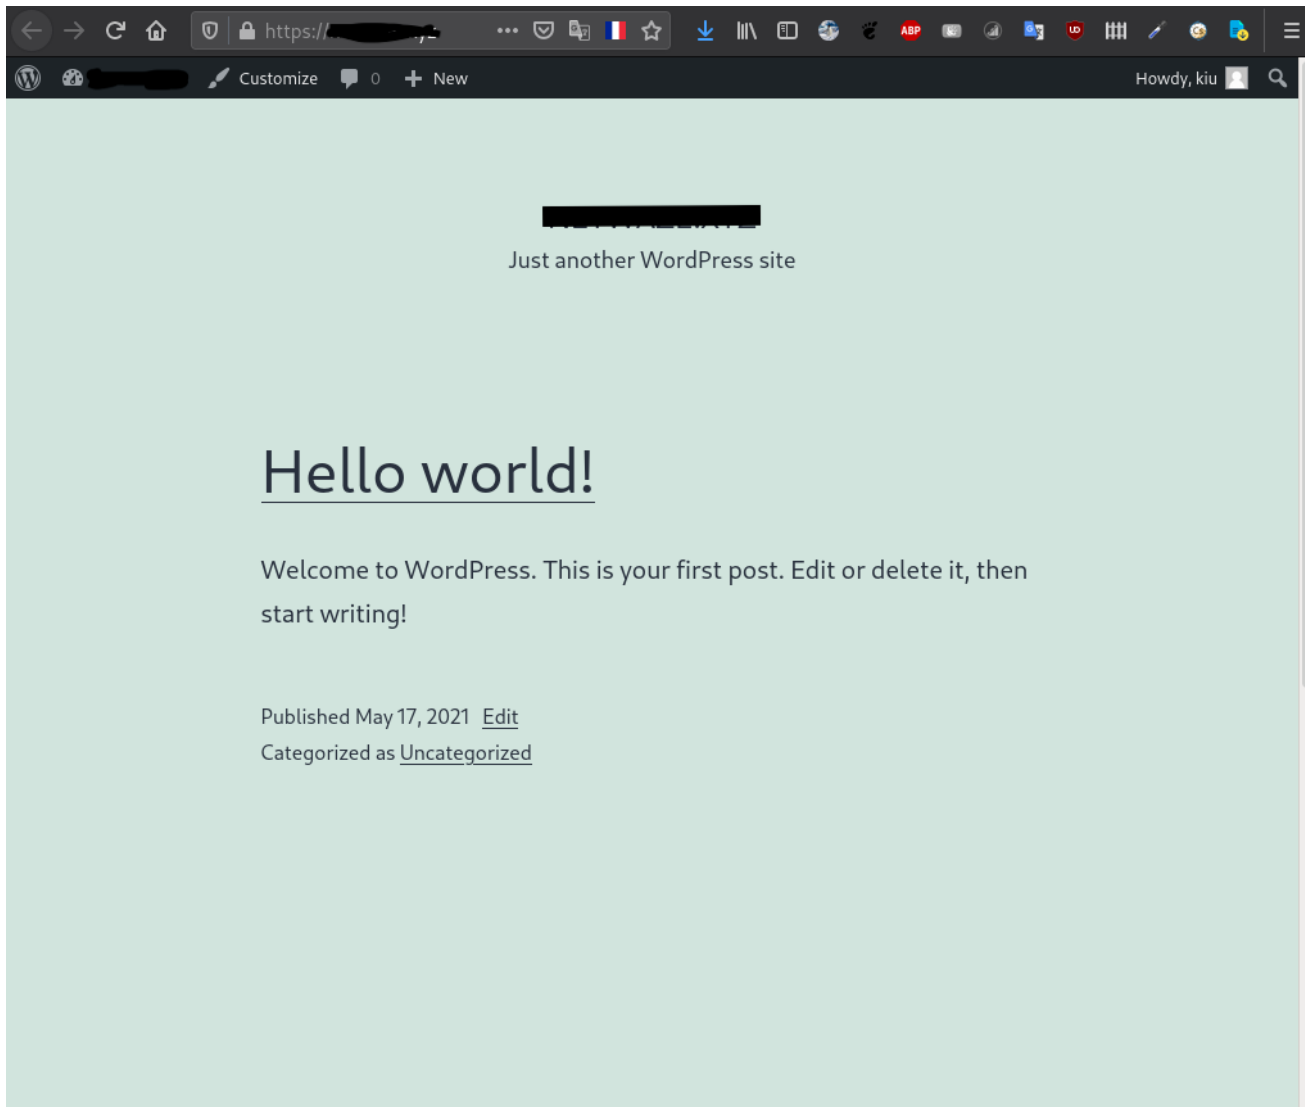 https://
ABP
Customize 0 New Howdy, kiu
Just another WordPress site
Hello world!
Welcome to WordPress. This is your first post. Edit or delete it, then
start writing!
Published May 17, 2021 Edit
Categorized as Uncategorized